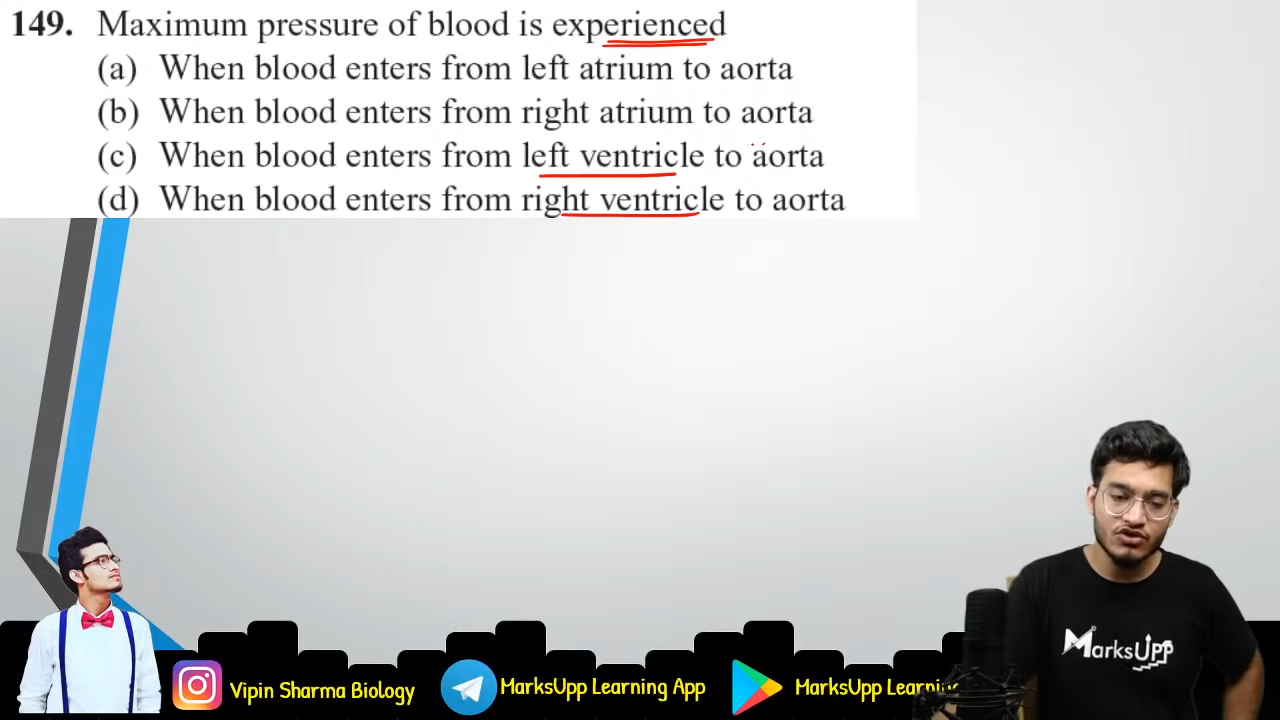 149. Maximum pressure of blood is experienced
(a) When blood enters from left atrium to aorta
(b) When blood enters from right atrium to aorta
(c) When blood enters from left ventricle to aorta
(d) When blood enters from right ventricle to aorta
MarksUpp
Vipin Sharma Biology
MarksUpp Learning App
MarksUpp